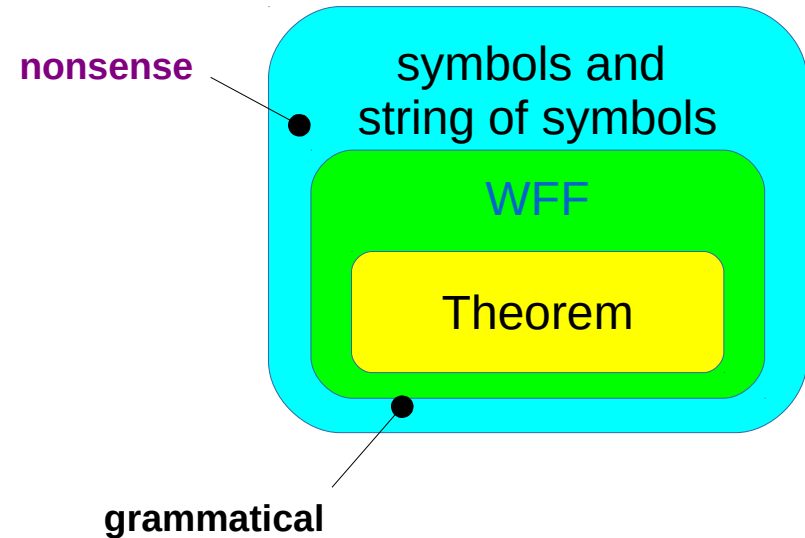 nonsense
symbols and
string of symbols
WFF
Theorem
grammatical